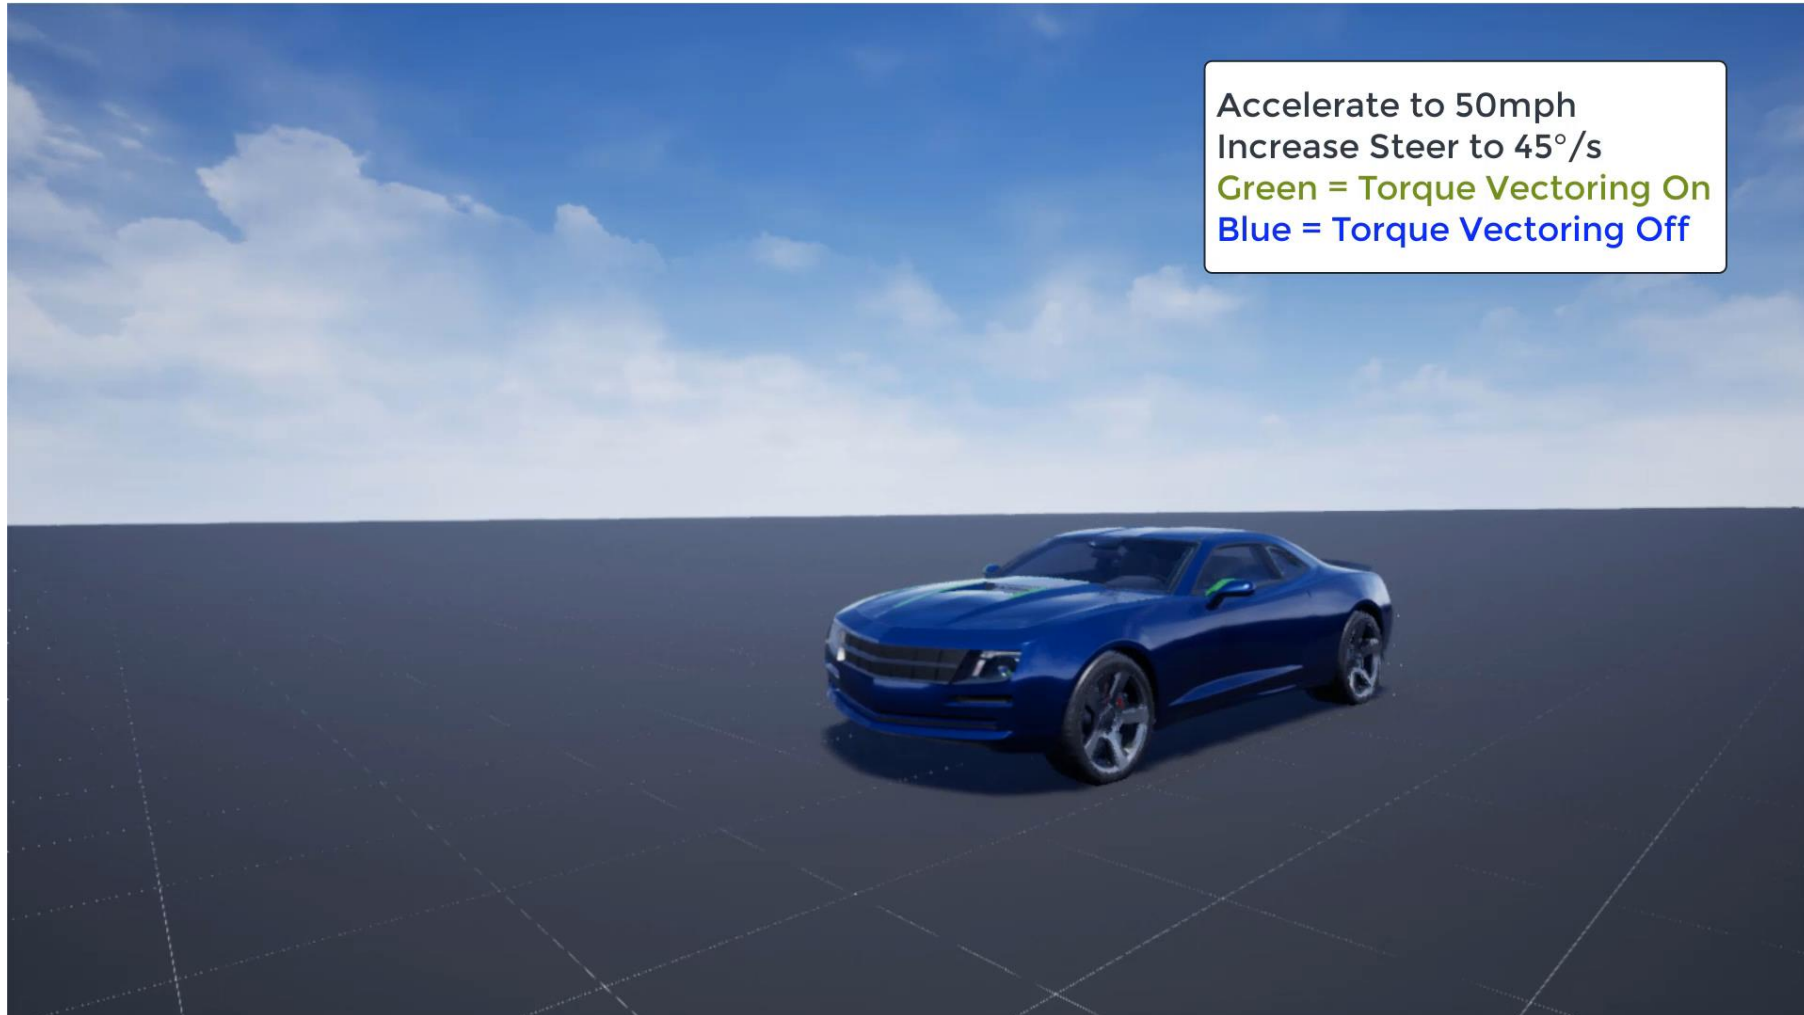 Accelerate to 50mph
Increase Steer to 45°/s
Green = Torque Vectoring On
Blue = Torque Vectoring Off